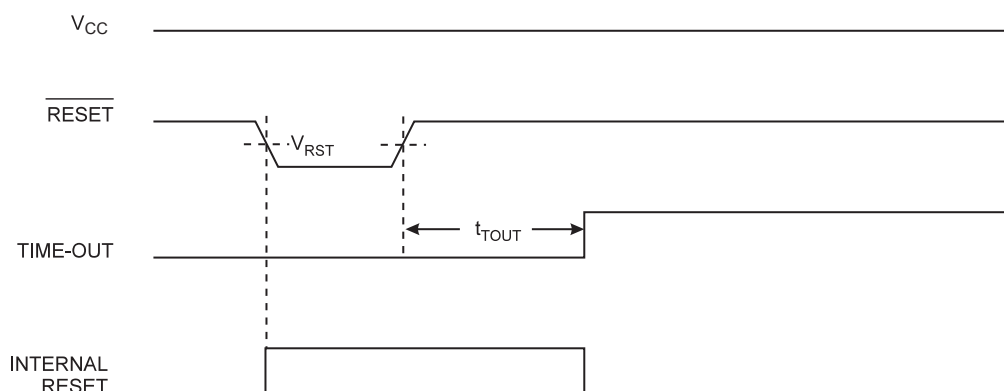 VCC
RESET
VRST
tTOUT
TIME-OUT
INTERNAL
RESET